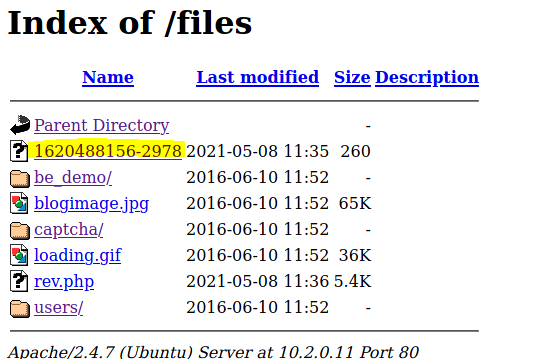 Index of /files
Name Last modified Size Description
Parent Directory -
1620488156-2978 2021-05-08 11:35 260
be_demo/ 2016-06-10 11:52 -
blogimage.jpg 2016-06-10 11:52 65K
captcha/ 2016-06-10 11:52 -
loading.gif 2016-06-10 11:52 36K
rev.php 2021-05-08 11:36 5.4K
users/ 2016-06-10 11:52 -
Apache/2.4.7 (Ubuntu) Server at 10.2.0.11 Port 80